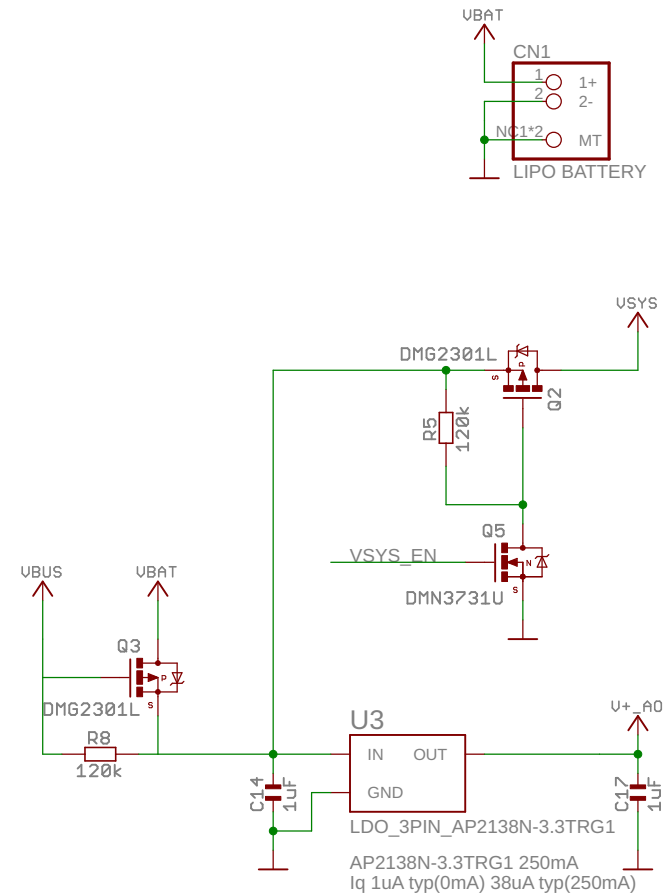 VBAT
CN1
1
1+
2
2-
NC1*2
MT
LIPO BATTERY
VSYS
DMG2301L
S
P
Q2
R5
120k
Q5
VSYS_EN
N
S
DMN3731U
VBUS
VBAT
Q3
P
S
DMG2301L
R8
120k
V+_AO
U3
IN
OUT
GND
C14
1uF
C17
1uF
LDO_3PIN_AP2138N-3.3TRG1
AP2138N-3.3TRG1 250mA
Iq 1uA typ(0mA) 38uA typ(250mA)